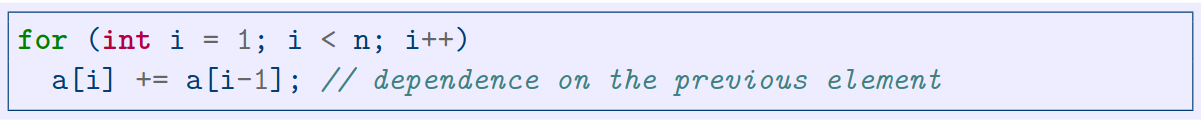 for (int i = 1; i < n; i++)
  a[i] += a[i-1]; // dependence on the previous element